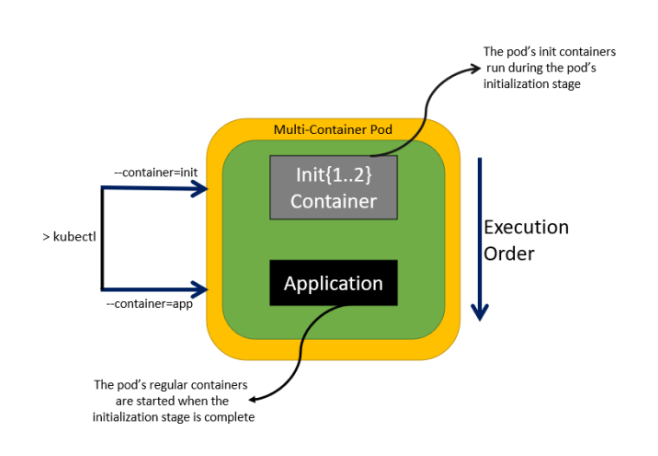 The pod's init containers
run during the pod's
initialization stage
Multi-Container Pod
--container=init
Init{1..2}
Container
> kubectl
Execution
Order
Application
--container=app
The pod's regular containers
are started when the
initialization stage is complete